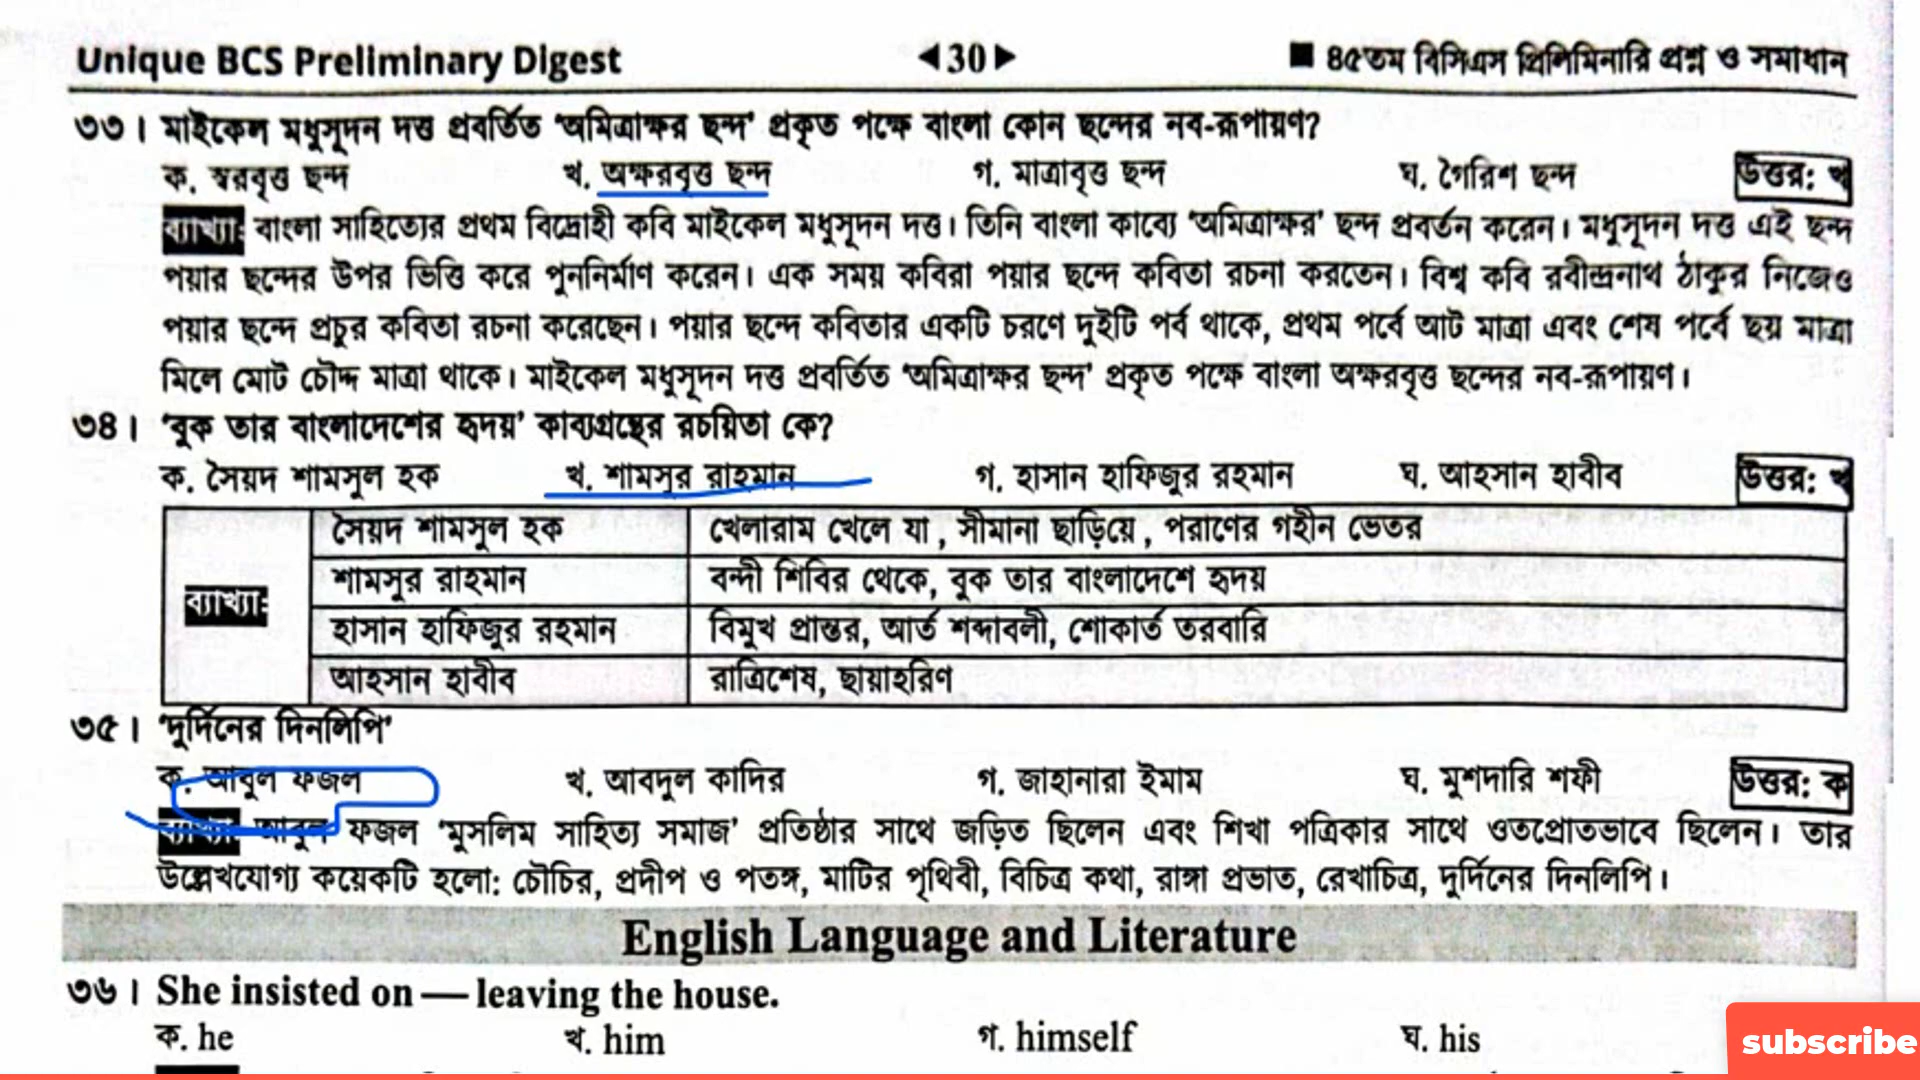 Unique BCS Preliminary Digest ◀30▶ ■ ৪৫তম বিসিএস প্রিলিমিনারি প্রশ্ন ও সমাধান
৩৩। মাইকেল মধুসূদন দত্ত প্রবর্তিত 'অমিত্রাক্ষর ছন্দ' প্রকৃত পক্ষে বাংলা কোন ছন্দের নব-রূপায়ণ?
ক. স্বরবৃত্ত ছন্দ খ. অক্ষরবৃত্ত ছন্দ গ. মাত্রাবৃত্ত ছন্দ ঘ. গৈরিশ ছন্দ উত্তর: খ
ব্যাখ্যা: বাংলা সাহিত্যের প্রথম বিদ্রোহী কবি মাইকেল মধুসূদন দত্ত। তিনি বাংলা কাব্যে 'অমিত্রাক্ষর' ছন্দ প্রবর্তন করেন। মধুসূদন দত্ত এই ছন্দ
পয়ার ছন্দের উপর ভিত্তি করে পুননির্মাণ করেন। এক সময় কবিরা পয়ার ছন্দে কবিতা রচনা করতেন। বিশ্ব কবি রবীন্দ্রনাথ ঠাকুর নিজেও
পয়ার ছন্দে প্রচুর কবিতা রচনা করেছেন। পয়ার ছন্দে কবিতার একটি চরণে দুইটি পর্ব থাকে, প্রথম পর্বে আট মাত্রা এবং শেষ পর্বে ছয় মাত্রা
মিলে মোট চৌদ্দ মাত্রা থাকে। মাইকেল মধুসূদন দত্ত প্রবর্তিত 'অমিত্রাক্ষর ছন্দ' প্রকৃত পক্ষে বাংলা অক্ষরবৃত্ত ছন্দের নব-রূপায়ণ।
৩৪। 'বুক তার বাংলাদেশের হৃদয়' কাব্যগ্রন্থের রচয়িতা কে?
ক. সৈয়দ শামসুল হক খ. শামসুর রাহমান গ. হাসান হাফিজুর রহমান ঘ. আহসান হাবীব উত্তর: খ
সৈয়দ শামসুল হক খেলারাম খেলে যা, সীমানা ছাড়িয়ে, পরাণের গহীন ভেতর
শামসুর রাহমান বন্দী শিবির থেকে, বুক তার বাংলাদেশে হৃদয়
ব্যাখ্যা:
হাসান হাফিজুর রহমান বিমুখ প্রান্তর, আর্ত শব্দাবলী, শোকার্ত তরবারি
আহসান হাবীব রাত্রিশেষ, ছায়াহরিণ
৩৫। 'দুর্দিনের দিনলিপি'
ক. আবুল ফজল খ. আবদুল কাদির গ. জাহানারা ইমাম ঘ. মুশদারি শফী উত্তর: ক
ব্যাখ্যা: আবুল ফজল 'মুসলিম সাহিত্য সমাজ' প্রতিষ্ঠার সাথে জড়িত ছিলেন এবং শিখা পত্রিকার সাথে ওতপ্রোতভাবে ছিলেন। তার
উল্লেখযোগ্য কয়েকটি হলো: চৌচির, প্রদীপ ও পতঙ্গ, মাটির পৃথিবী, বিচিত্র কথা, রাঙ্গা প্রভাত, রেখাচিত্র, দুর্দিনের দিনলিপি।
English Language and Literature
৩৬। She insisted on — leaving the house.
ক. he খ. him গ. himself ঘ. his
subscribe